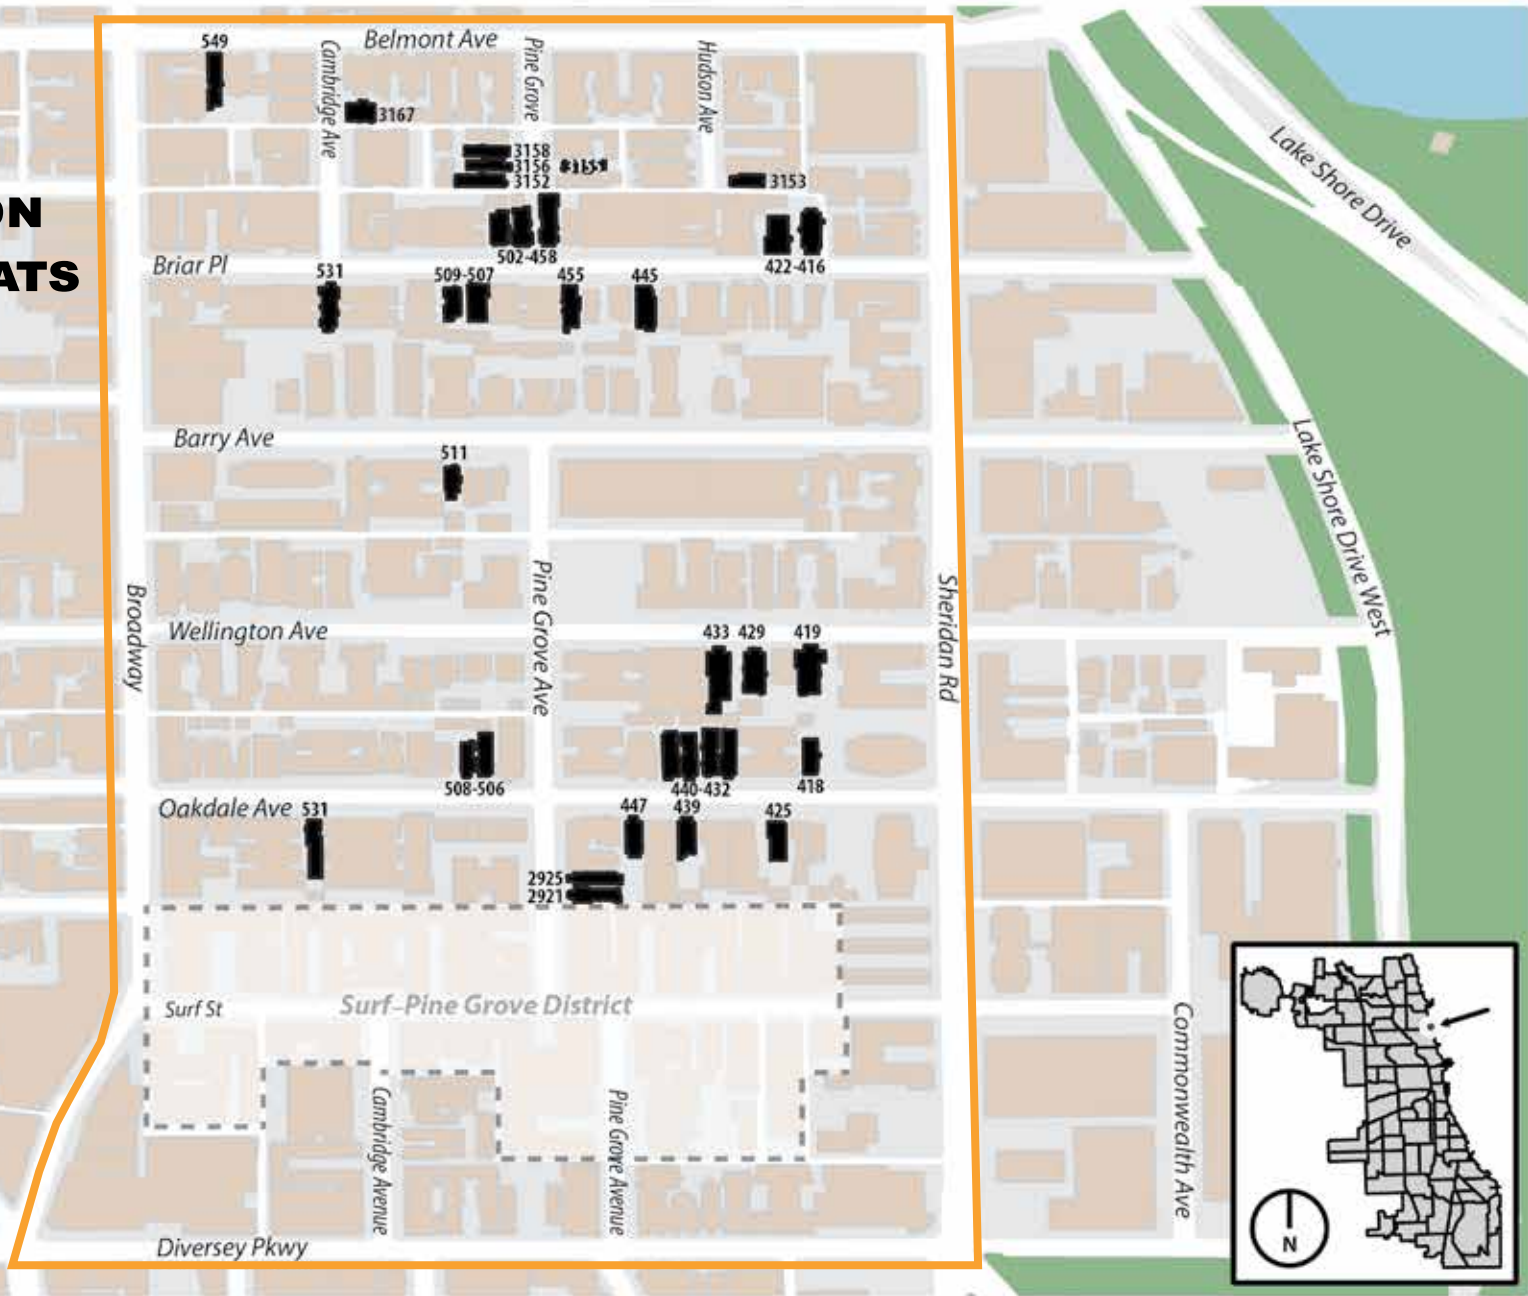 549
Belmont Ave
Cambridge Ave
Pine Grove
Hudson Ave
3167
3158
3156
3152
3153
ON
ATS
Lake Shore Drive
502-458
422-416
Briar Pl
531
509-507
455
445
Barry Ave
511
Lake Shore Drive West
Broadway
Pine Grove Ave
Sheridan Rd
Wellington Ave
433
429
419
508-506
440-432
418
Oakdale Ave
531
447
439
425
2925
2921
Surf St
Surf–Pine Grove District
Cambridge Avenue
Pine Grove Avenue
Commonwealth Ave
Diversey Pkwy
N